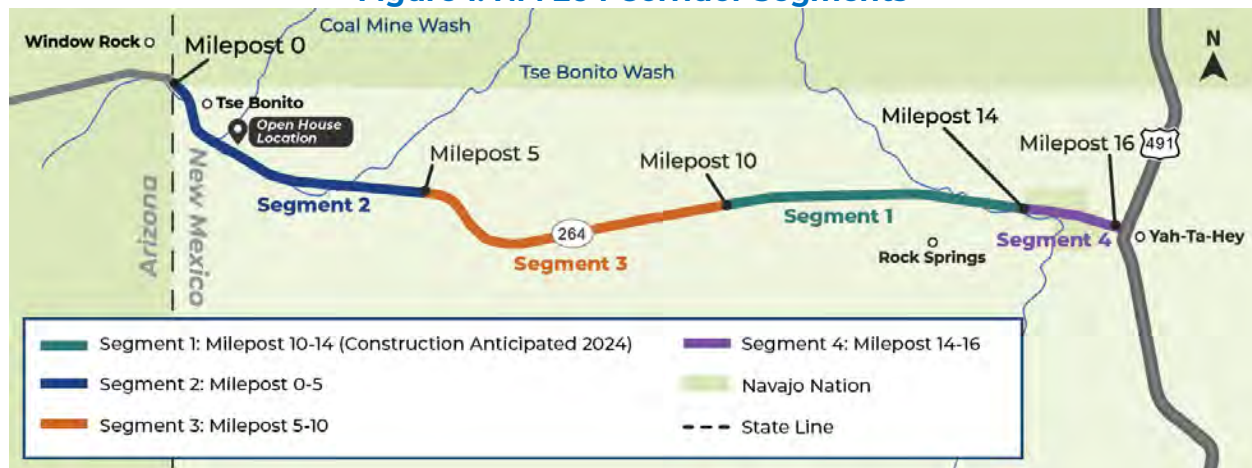 Coal Mine Wash
Window Rock
Milepost 0
N
Tse Bonito Wash
Tse Bonito
Open House
Location
Milepost 14
Milepost 16
491
Milepost 5
Milepost 10
Arizona
New Mexico
Segment 2
Segment 1
264
Segment 3
Rock Springs
Segment 4
Yah-Ta-Hey
Segment 1: Milepost 10-14 (Construction Anticipated 2024)
Segment 2: Milepost 0-5
Segment 3: Milepost 5-10
Segment 4: Milepost 14-16
Navajo Nation
State Line